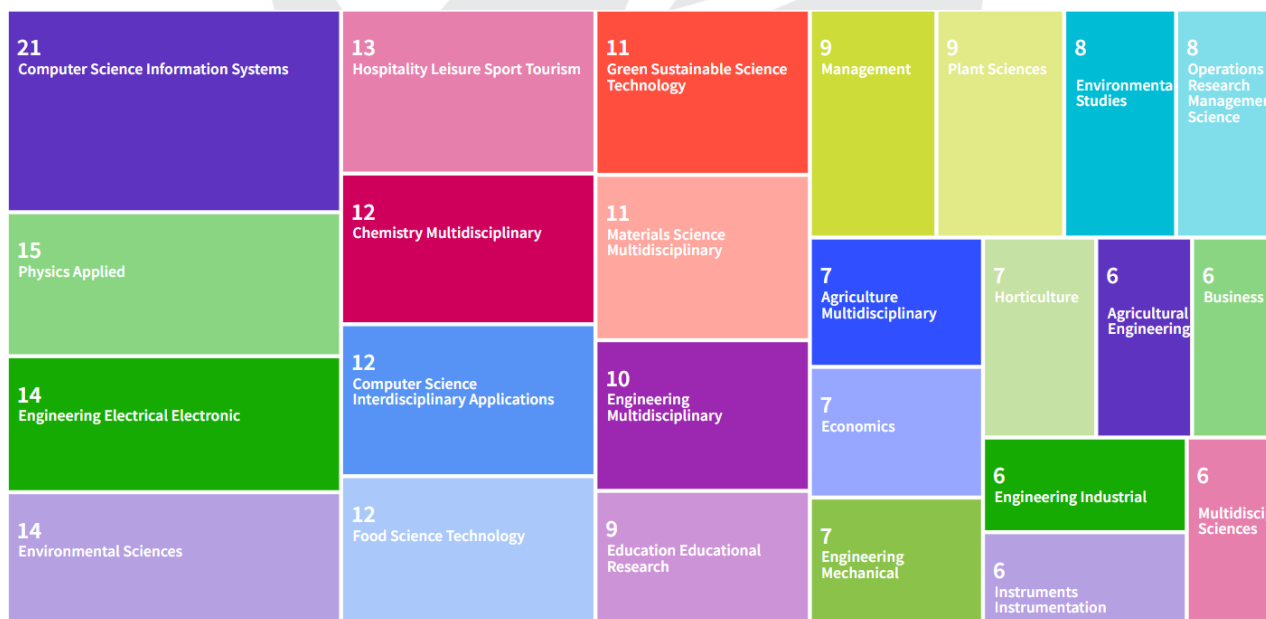 21
Computer Science Information Systems
15
Physics Applied
14
Engineering Electrical Electronic
14
Environmental Sciences
13
Hospitality Leisure Sport Tourism
12
Chemistry Multidisciplinary
12
Computer Science
Interdisciplinary Applications
12
Food Science Technology
11
Green Sustainable Science
Technology
11
Materials Science
Multidisciplinary
10
Engineering
Multidisciplinary
9
Education Educational
Research
9
Management
9
Plant Sciences
8
Environmenta
Studies
8
Operations
Research
Managemen
Science
7
Agriculture
Multidisciplinary
7
Economics
7
Engineering
Mechanical
7
Horticulture
6
Agricultural
Engineering
6
Business
6
Engineering Industrial
6
Instruments
Instrumentation
6
Multidisci
Sciences